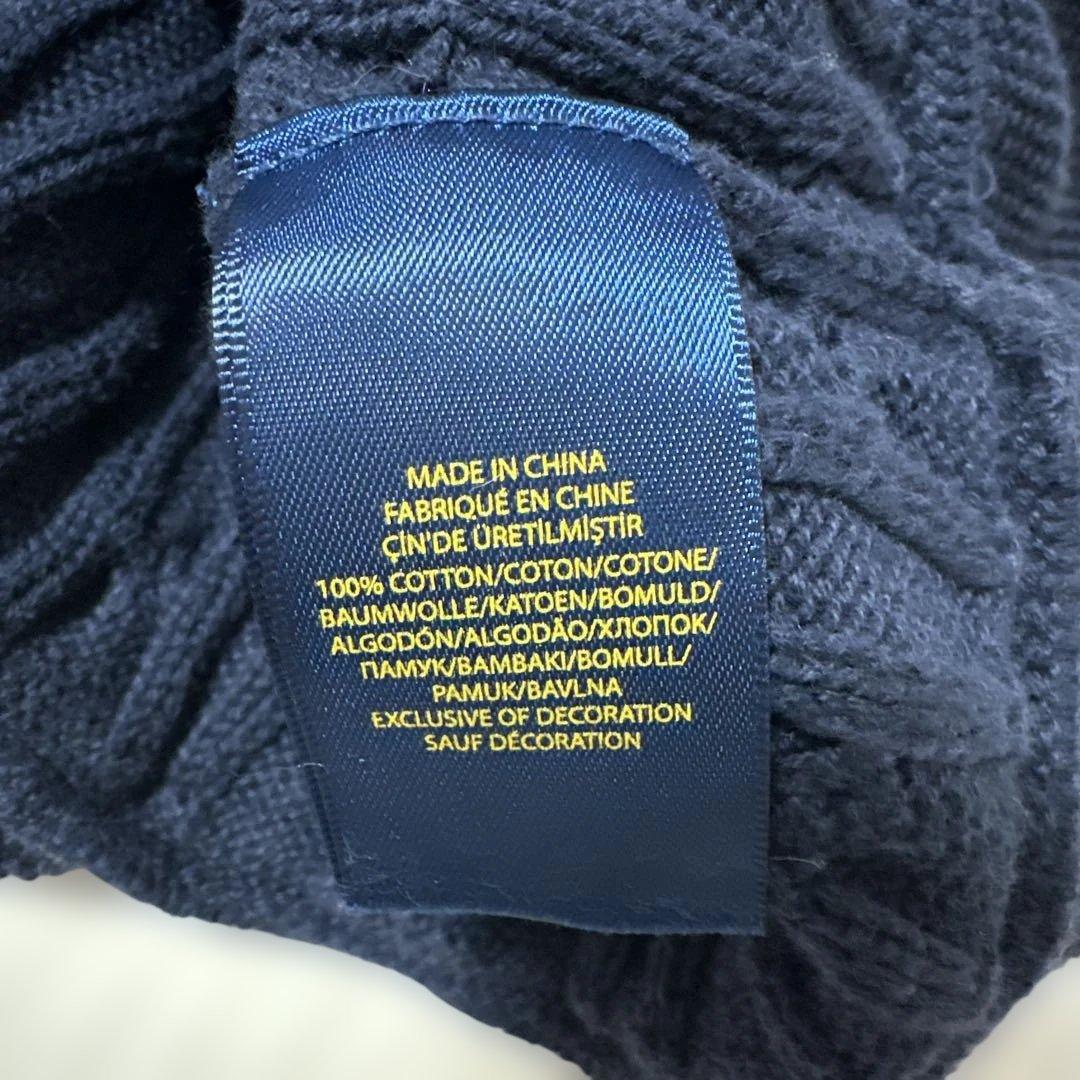 MADE IN CHINA
FABRIQUÉ EN CHINE
ÇİN'DE ÜRETİLMİŞTİR
100% COTTON/COTON/COTONE/
BAUMWOLLE/KATOEN/BOMULD/
ALGODÓN/ALGODÃO/ХЛОПОК/
ПАМУК/BAMBAKI/BOMULL/
PAMUK/BAVLNA
EXCLUSIVE OF DECORATION
SAUF DÉCORATION